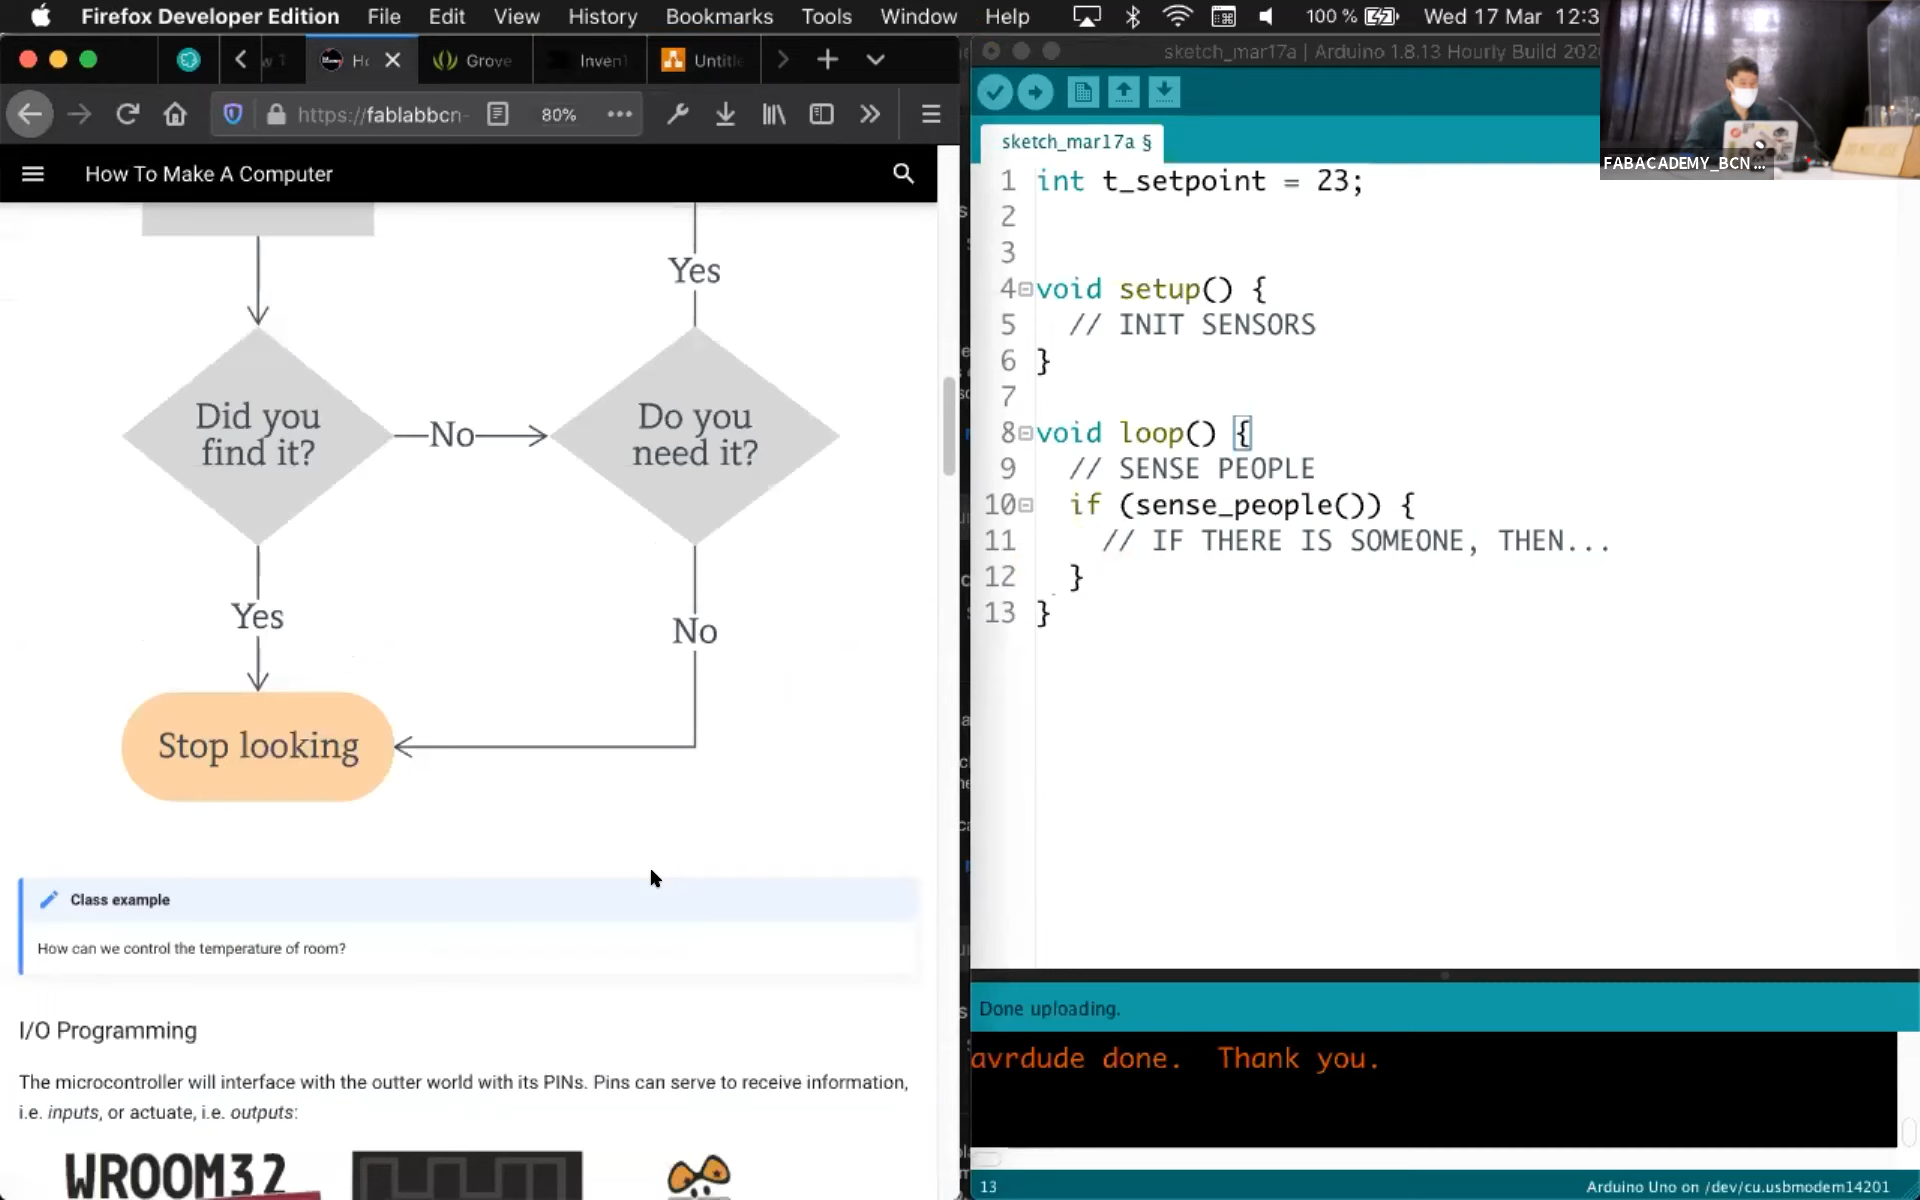 Firefox Developer Edition File Edit View History Bookmarks Tools Window Help 100 % Wed 17 Mar 12:3
Grove Inven Untitle
https://fablabbcn- 80%
How To Make A Computer
Yes
Did you
find it?
No
Do you
need it?
Yes
No
Stop looking
Class example
How can we control the temperature of room?
I/O Programming
The microcontroller will interface with the outter world with its PINs. Pins can serve to receive information,
i.e. inputs, or actuate, i.e. outputs:
WROOM32
sketch_mar17a | Arduino 1.8.13 Hourly Build 202
sketch_mar17a §
1 int t_setpoint = 23;
2
3
4 void setup() {
5 // INIT SENSORS
6 }
7
8 void loop() {
9 // SENSE PEOPLE
10 if (sense_people()) {
11 // IF THERE IS SOMEONE, THEN...
12 }
13 }
Done uploading.
avrdude done. Thank you.
13 Arduino Uno on /dev/cu.usbmodem14201
FABACADEMY_BCN ...